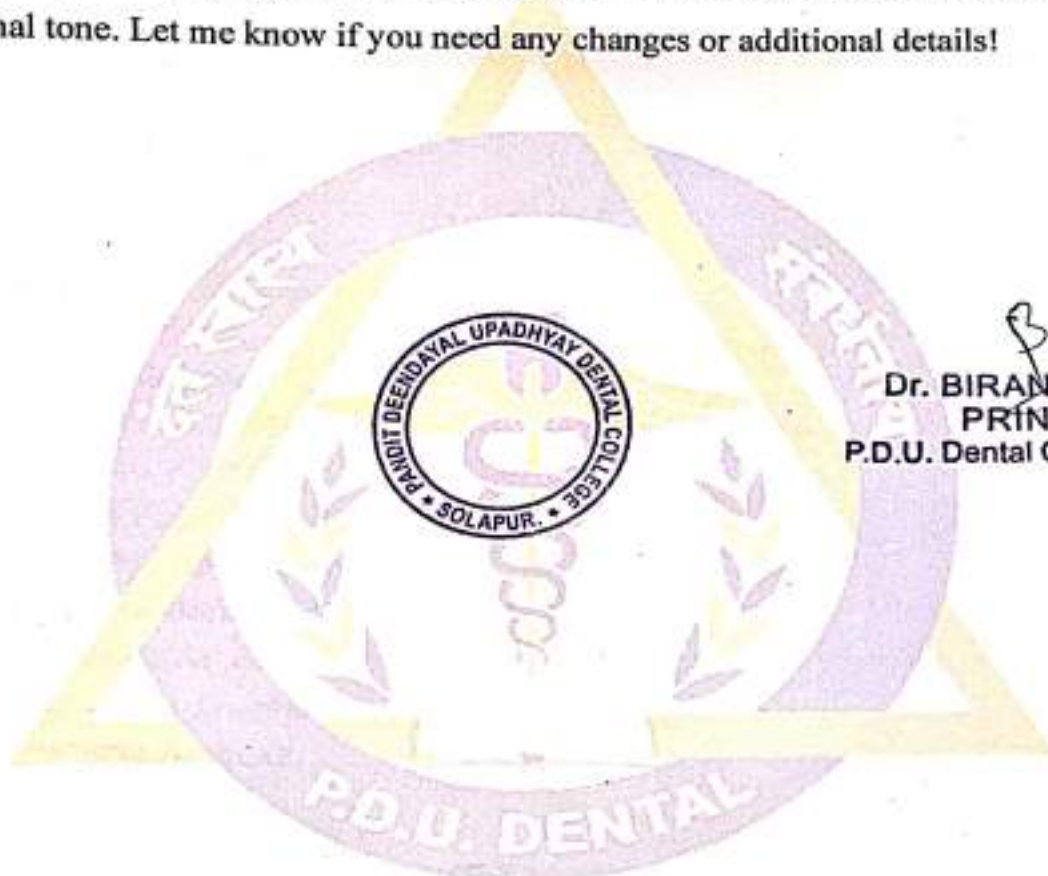 nal tone. Let me know if you need any changes or additional details!
PANDIT DEENDAYAL UPADHYAY DENTAL COLLEGE
* SOLAPUR. *
Dr. BIRAN
PRIN
P.D.U. Dental
P.D.U. DENTAL